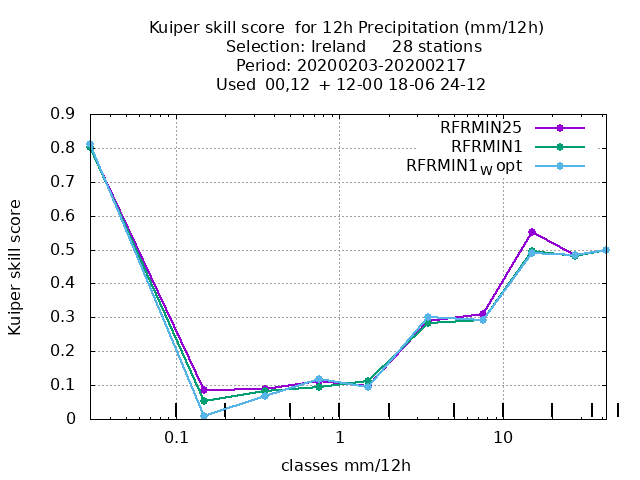 Kuiper skill score  for 12h Precipitation (mm/12h)
Selection: Ireland     28 stations
Period: 20200203-20200217
Used  00,12  + 12-00 18-06 24-12
RFRMIN25
RFRMIN1
RFRMIN1W opt
Kuiper skill score
0.9
0.8
0.7
0.6
0.5
0.4
0.3
0.2
0.1
0
0.1 1 10
classes mm/12h